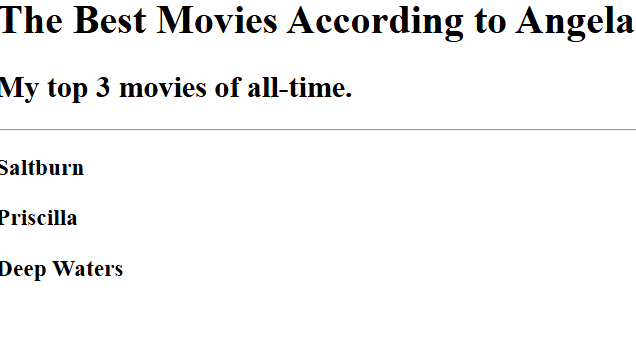 The Best Movies According to Angela
My top 3 movies of all-time.
Saltburn
Priscilla
Deep Waters